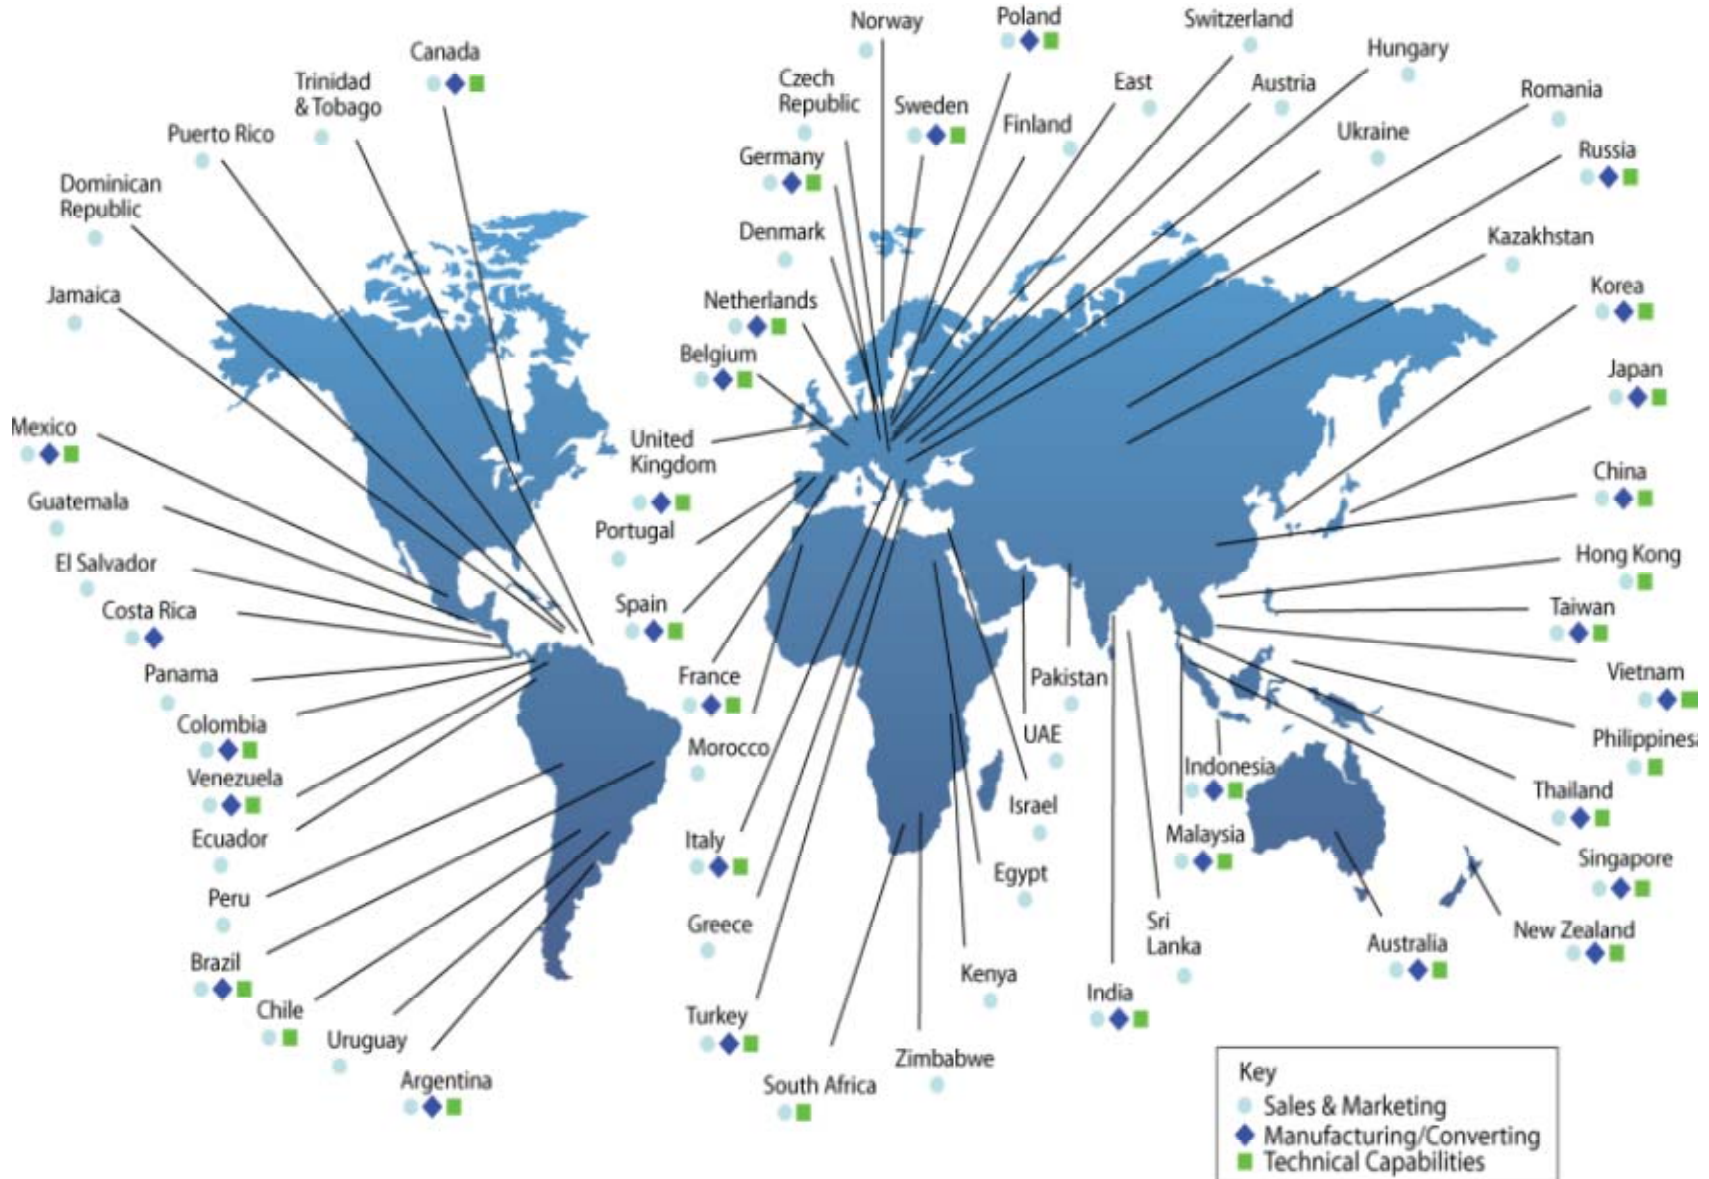 Norway
Poland
Switzerland
Canada
Hungary
Trinidad
& Tobago
Czech
Republic
East
Austria
Romania
Sweden
Finland
Ukraine
Puerto Rico
Germany
Russia
Dominican
Republic
Denmark
Kazakhstan
Jamaica
Netherlands
Korea
Belgium
Japan
Mexico
United
Kingdom
China
Guatemala
Portugal
Hong Kong
El Salvador
Costa Rica
Spain
Taiwan
Panama
France
Pakistan
Vietnam
Colombia
Morocco
UAE
Philippines
Venezuela
Indonesia
Thailand
Ecuador
Italy
Israel
Malaysia
Singapore
Peru
Egypt
Greece
Sri
Lanka
Australia
New Zealand
Brazil
Kenya
India
Chile
Turkey
Uruguay
Zimbabwe
Argentina
South Africa
Key
Sales & Marketing
Manufacturing/Converting
Technical Capabilities